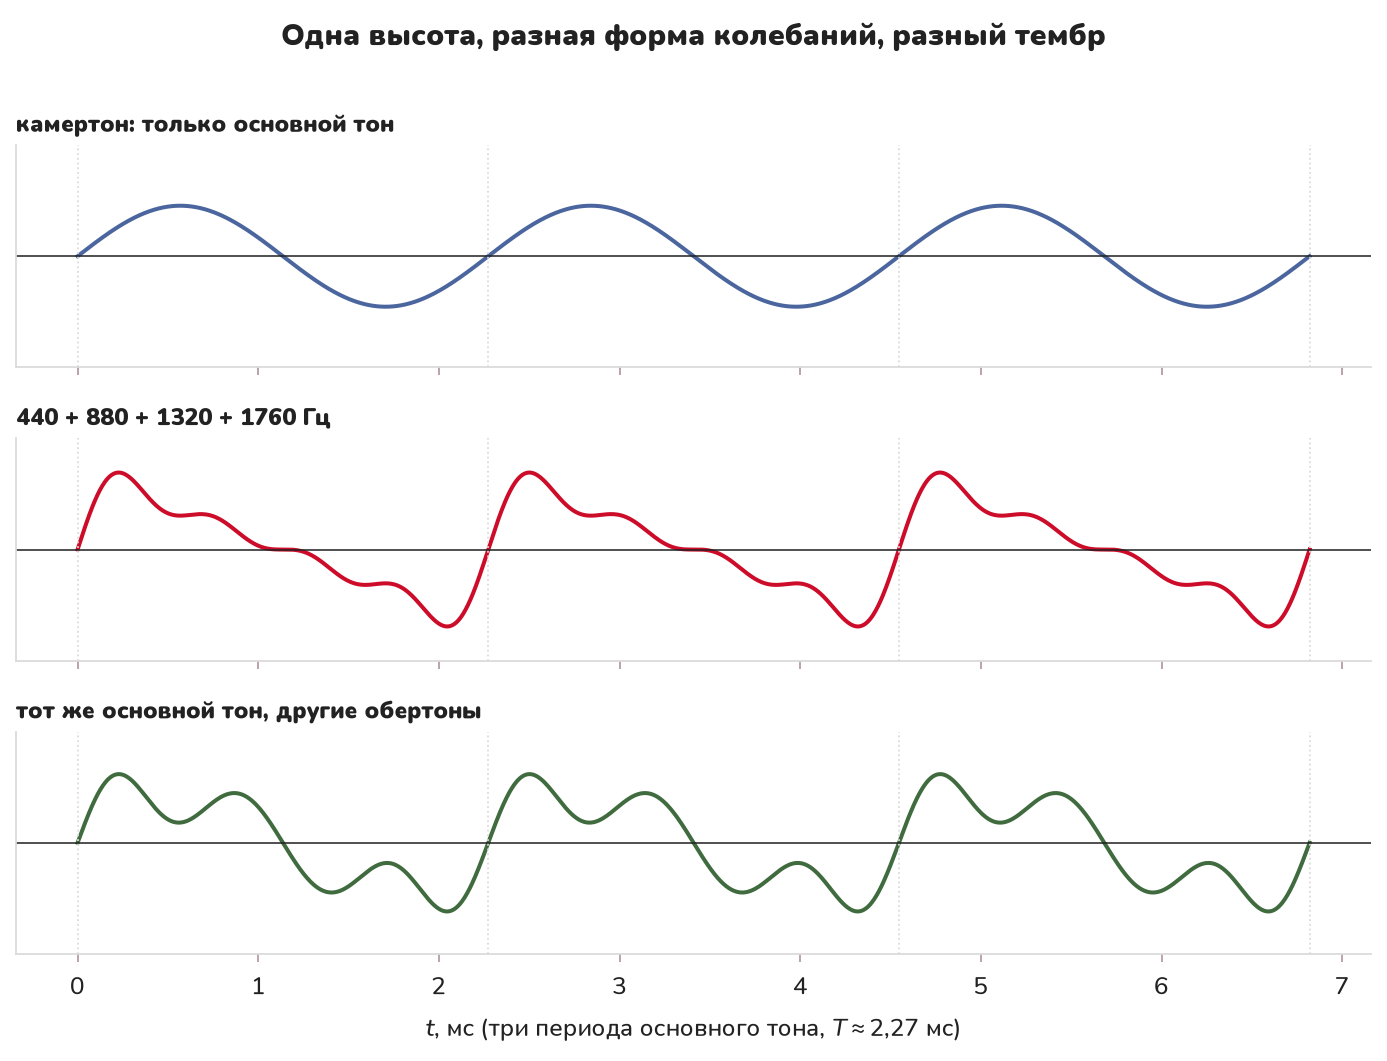 Одна высота, разная форма колебаний, разный тембр
камертон: только основной тон
440 + 880 + 1320 + 1760 Гц
тот же основной тон, другие обертоны
0 1 2 3 4 5 6 7
t, мс (три периода основного тона, T ≈ 2,27 мс)